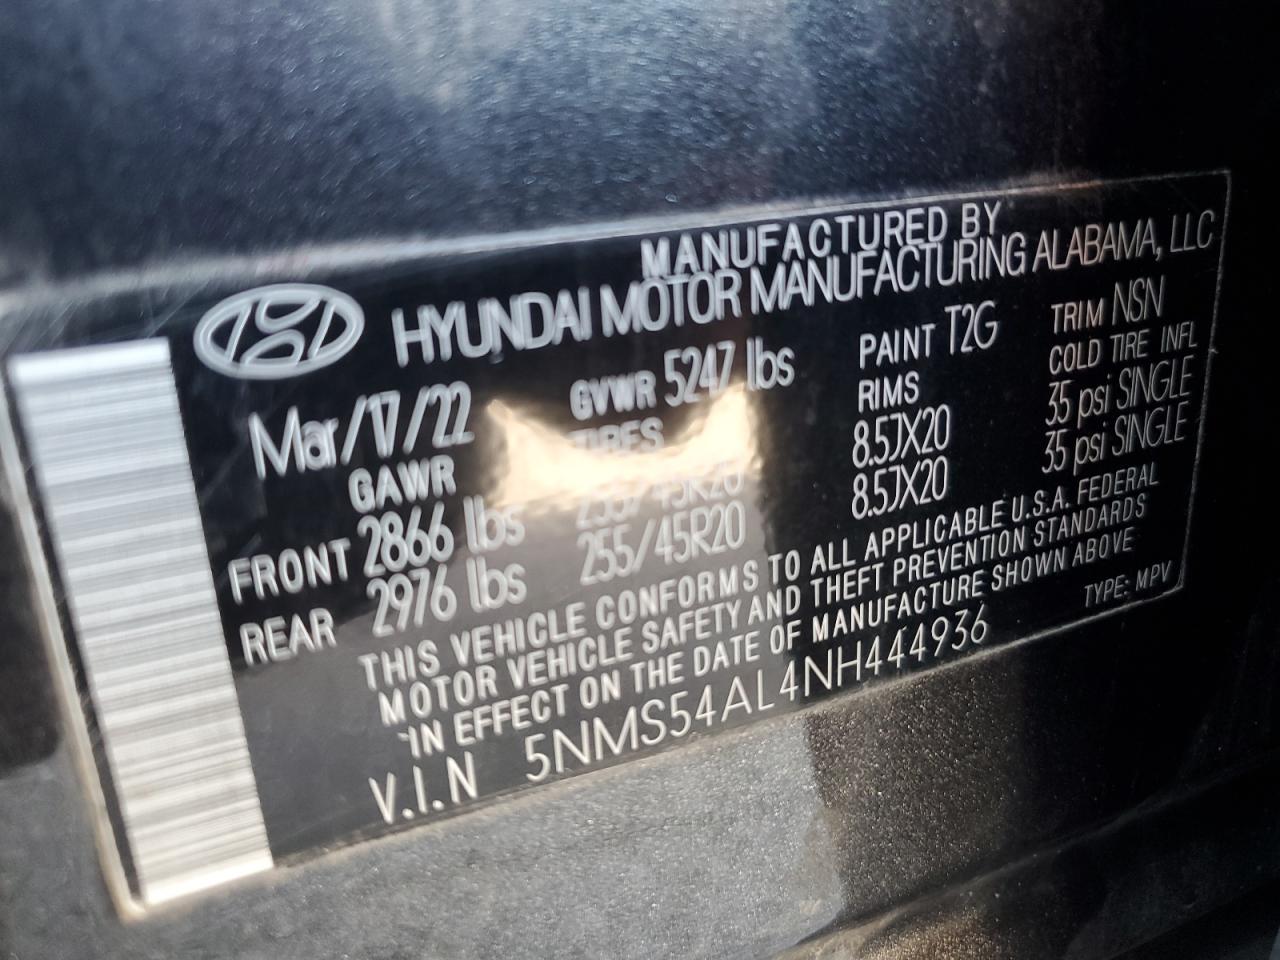 MANUFACTURED BY
HYUNDAI MOTOR MANUFACTURING ALABAMA, LLC
Mar/17/22 GVWR 5247 lbs PAINT T2G TRIM NSN
GAWR TIRES RIMS COLD TIRE INFL
FRONT 2866 lbs 255/45R20 8.5JX20 35 psi SINGLE
REAR 2976 lbs 255/45R20 8.5JX20 35 psi SINGLE
THIS VEHICLE CONFORMS TO ALL APPLICABLE U.S.A. FEDERAL
MOTOR VEHICLE SAFETY AND THEFT PREVENTION STANDARDS
IN EFFECT ON THE DATE OF MANUFACTURE SHOWN ABOVE
V.I.N 5NMS54AL4NH444936 TYPE: MPV